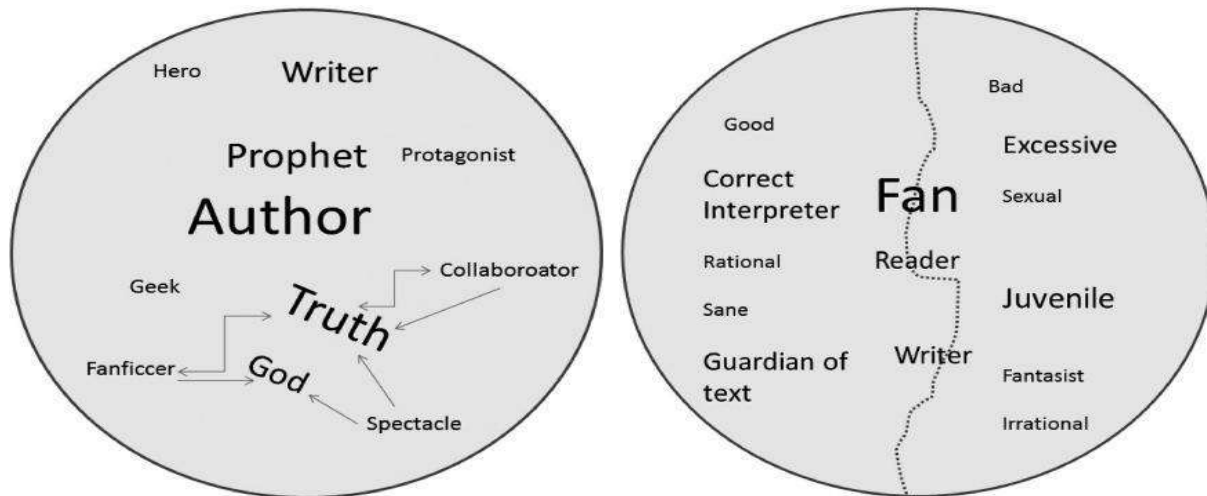 Hero
Writer
Prophet
Protagonist
Author
Collaboroator
Geek
Truth
Fanficcer
God
Spectacle
Bad
Good
Excessive
Correct
Interpreter
Fan
Sexual
Rational
Reader
Sane
Juvenile
Guardian of
text
Writer
Fantasist
Irrational